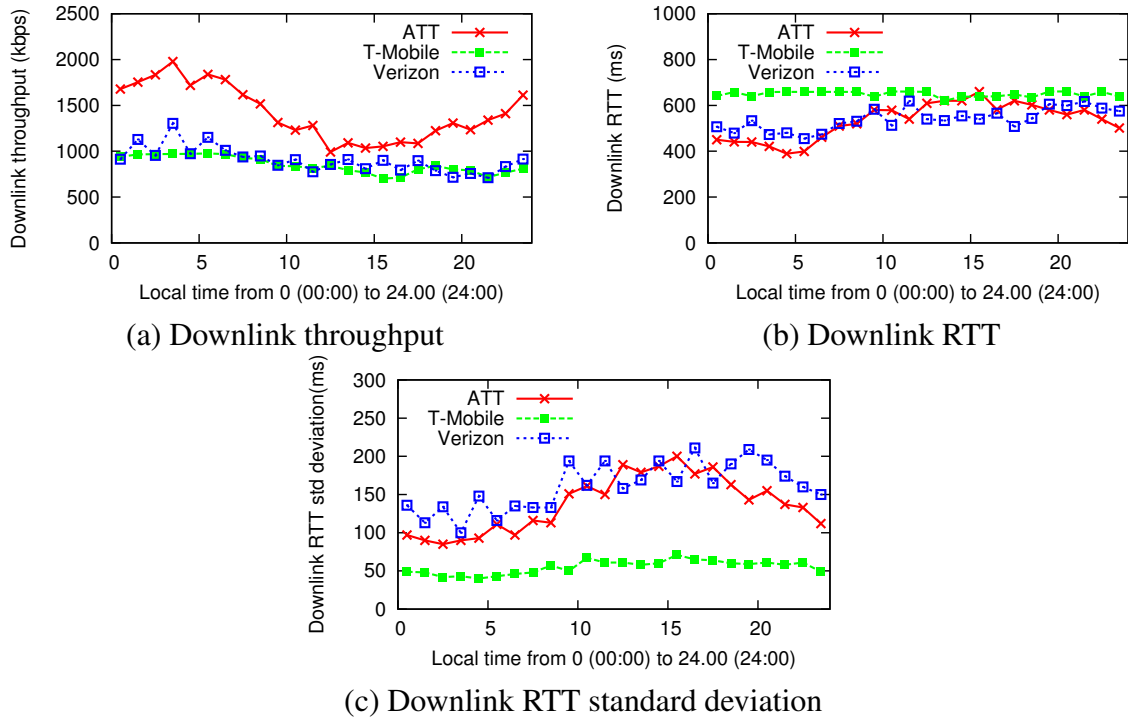 Downlink throughput (kbps)
2500
2000
1500
1000
500
0
ATT
T-Mobile
Verizon
0 5 10 15 20
Local time from 0 (00:00) to 24.00 (24:00)
(a) Downlink throughput
Downlink RTT (ms)
1000
800
600
400
200
0
ATT
T-Mobile
Verizon
0 5 10 15 20
Local time from 0 (00:00) to 24.00 (24:00)
(b) Downlink RTT
Downlink RTT std deviation(ms)
300
250
200
150
100
50
0
ATT
T-Mobile
Verizon
0 5 10 15 20
Local time from 0 (00:00) to 24.00 (24:00)
(c) Downlink RTT standard deviation